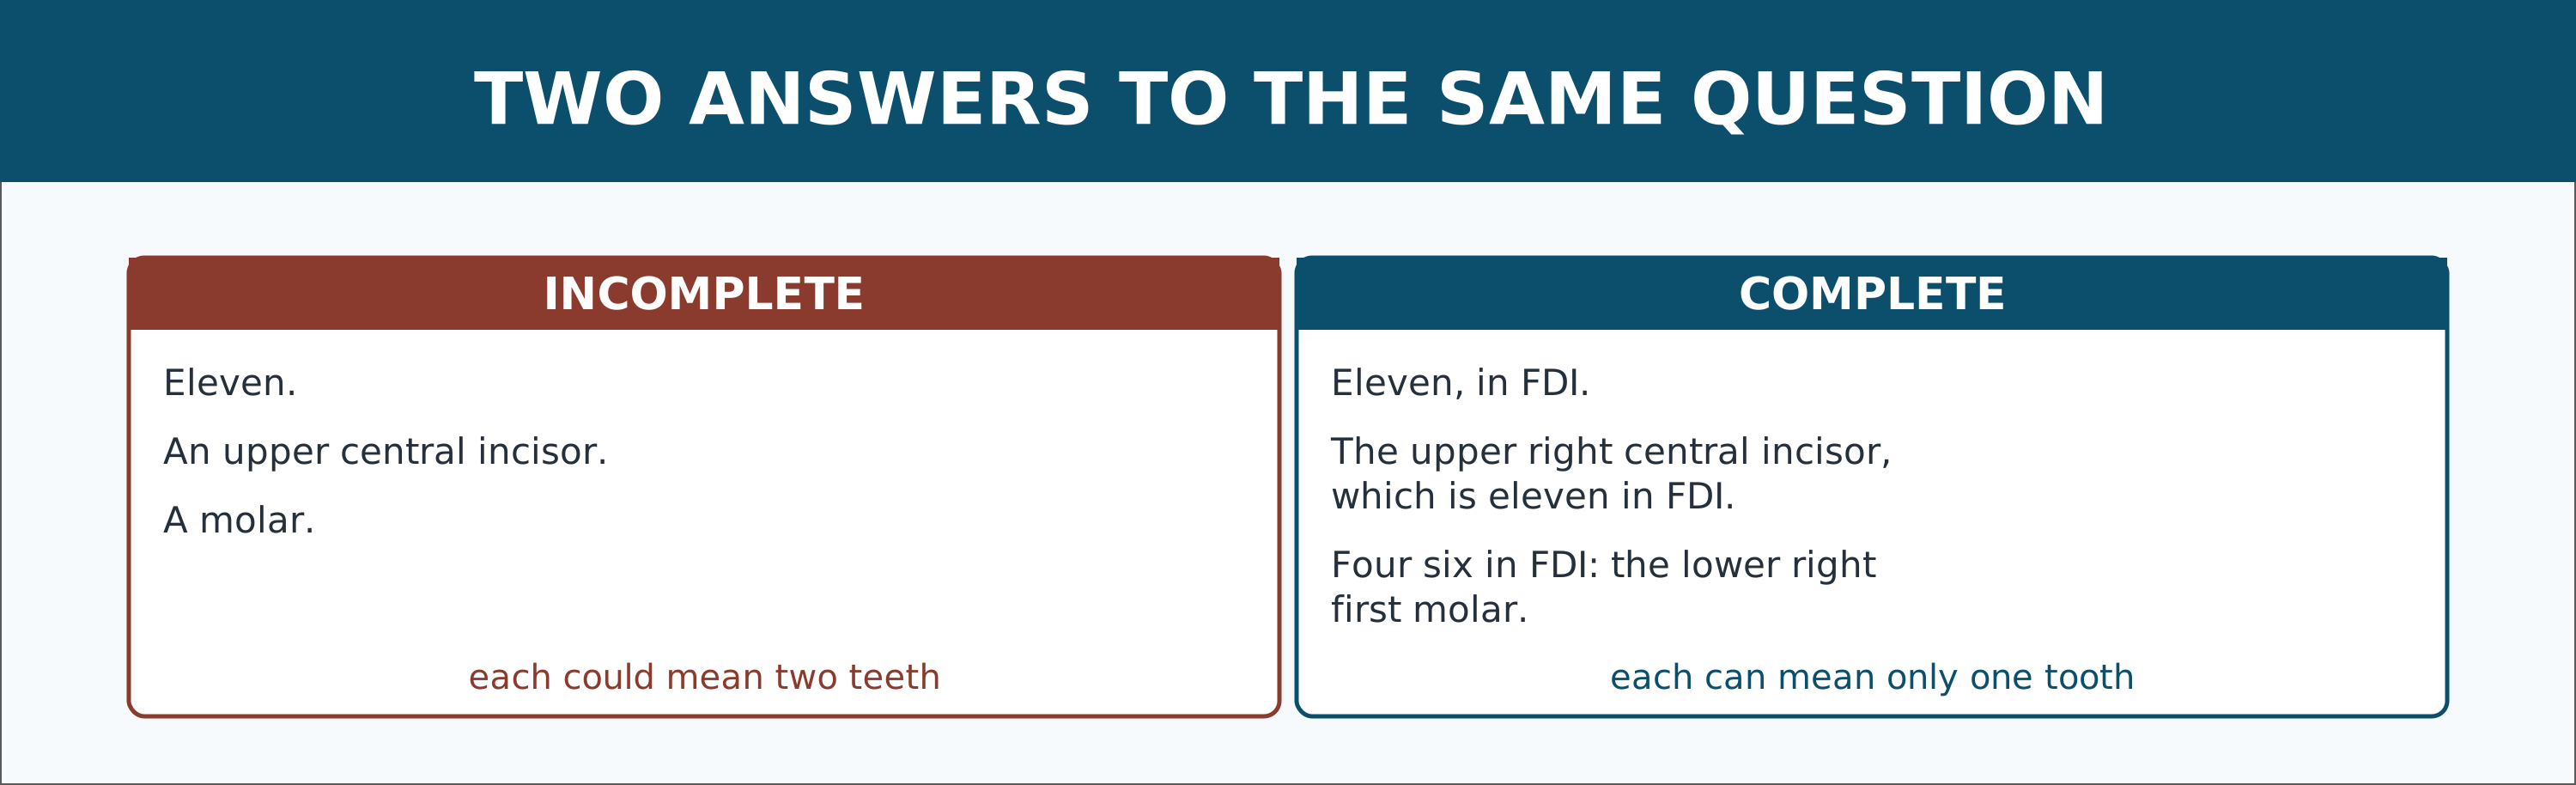 TWO ANSWERS TO THE SAME QUESTION
INCOMPLETE
Eleven.
An upper central incisor.
A molar.
each could mean two teeth
COMPLETE
Eleven, in FDI.
The upper right central incisor,
which is eleven in FDI.
Four six in FDI: the lower right
first molar.
each can mean only one tooth